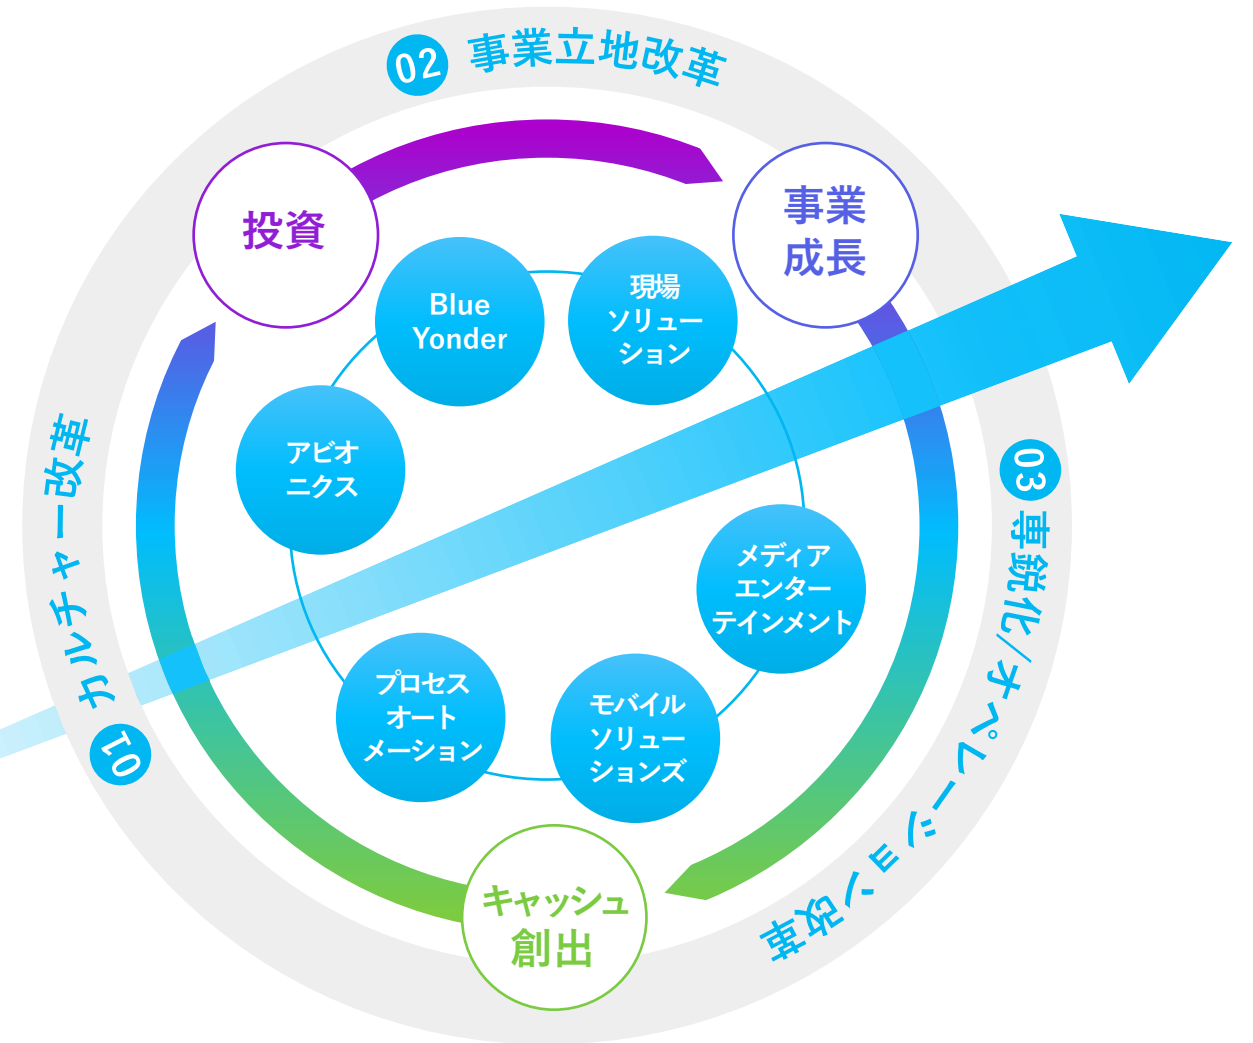 02 事業立地改革
投資
事業
成長
Blue
Yonder
現場
ソリュー
ション
アビオ
ニクス
メディア
エンター
テインメント
プロセス
オート
メーション
モバイル
ソリュー
ションズ
キャッシュ
創出
01 カルチャー改革
03 専鋭化/オペレーション改革